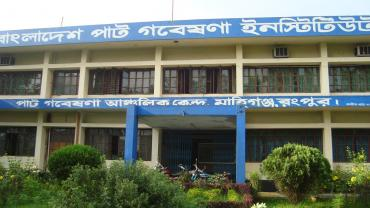 বাংলাদেশ পাট গবেষণা ইনস্টিটিউট
পাট গবেষণা আঞ্চলিক কেন্দ্র, মাহিগঞ্জ,রংপুর।